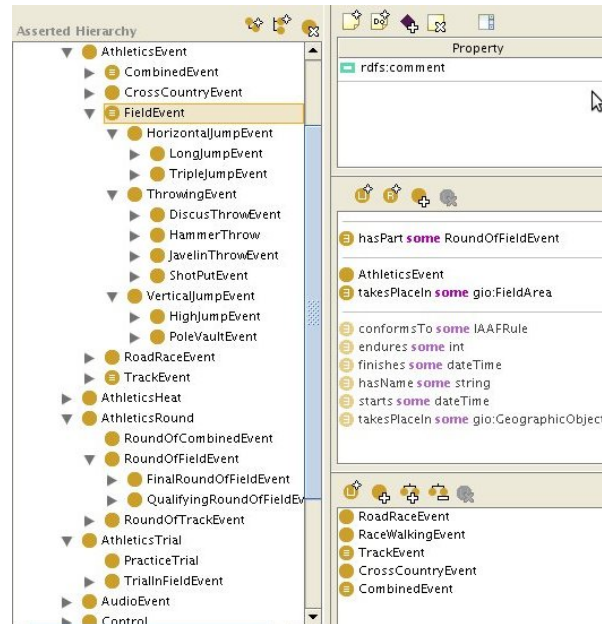 Asserted Hierarchy
AthleticsEvent
CombinedEvent
CrossCountryEvent
FieldEvent
HorizontalJumpEvent
LongJumpEvent
TripleJumpEvent
ThrowingEvent
DiscusThrowEvent
HammerThrow
JavelinThrowEvent
ShotPutEvent
VerticalJumpEvent
HighJumpEvent
PoleVaultEvent
RoadRaceEvent
TrackEvent
AthleticsHeat
AthleticsRound
RoundOfCombinedEvent
RoundOfFieldEvent
FinalRoundOfFieldEvent
QualifyingRoundOfFieldEv
RoundOfTrackEvent
AthleticsTrial
PracticeTrial
TrialInFieldEvent
AudioEvent
Control
Property
rdfs:comment
hasPart some RoundOfFieldEvent
AthleticsEvent
takesPlaceIn some gio:FieldArea
conformsTo some IAAFRule
endures some int
finishes some dateTime
hasName some string
starts some dateTime
takesPlaceIn some gio:GeographicObject
RoadRaceEvent
RaceWalkingEvent
TrackEvent
CrossCountryEvent
CombinedEvent